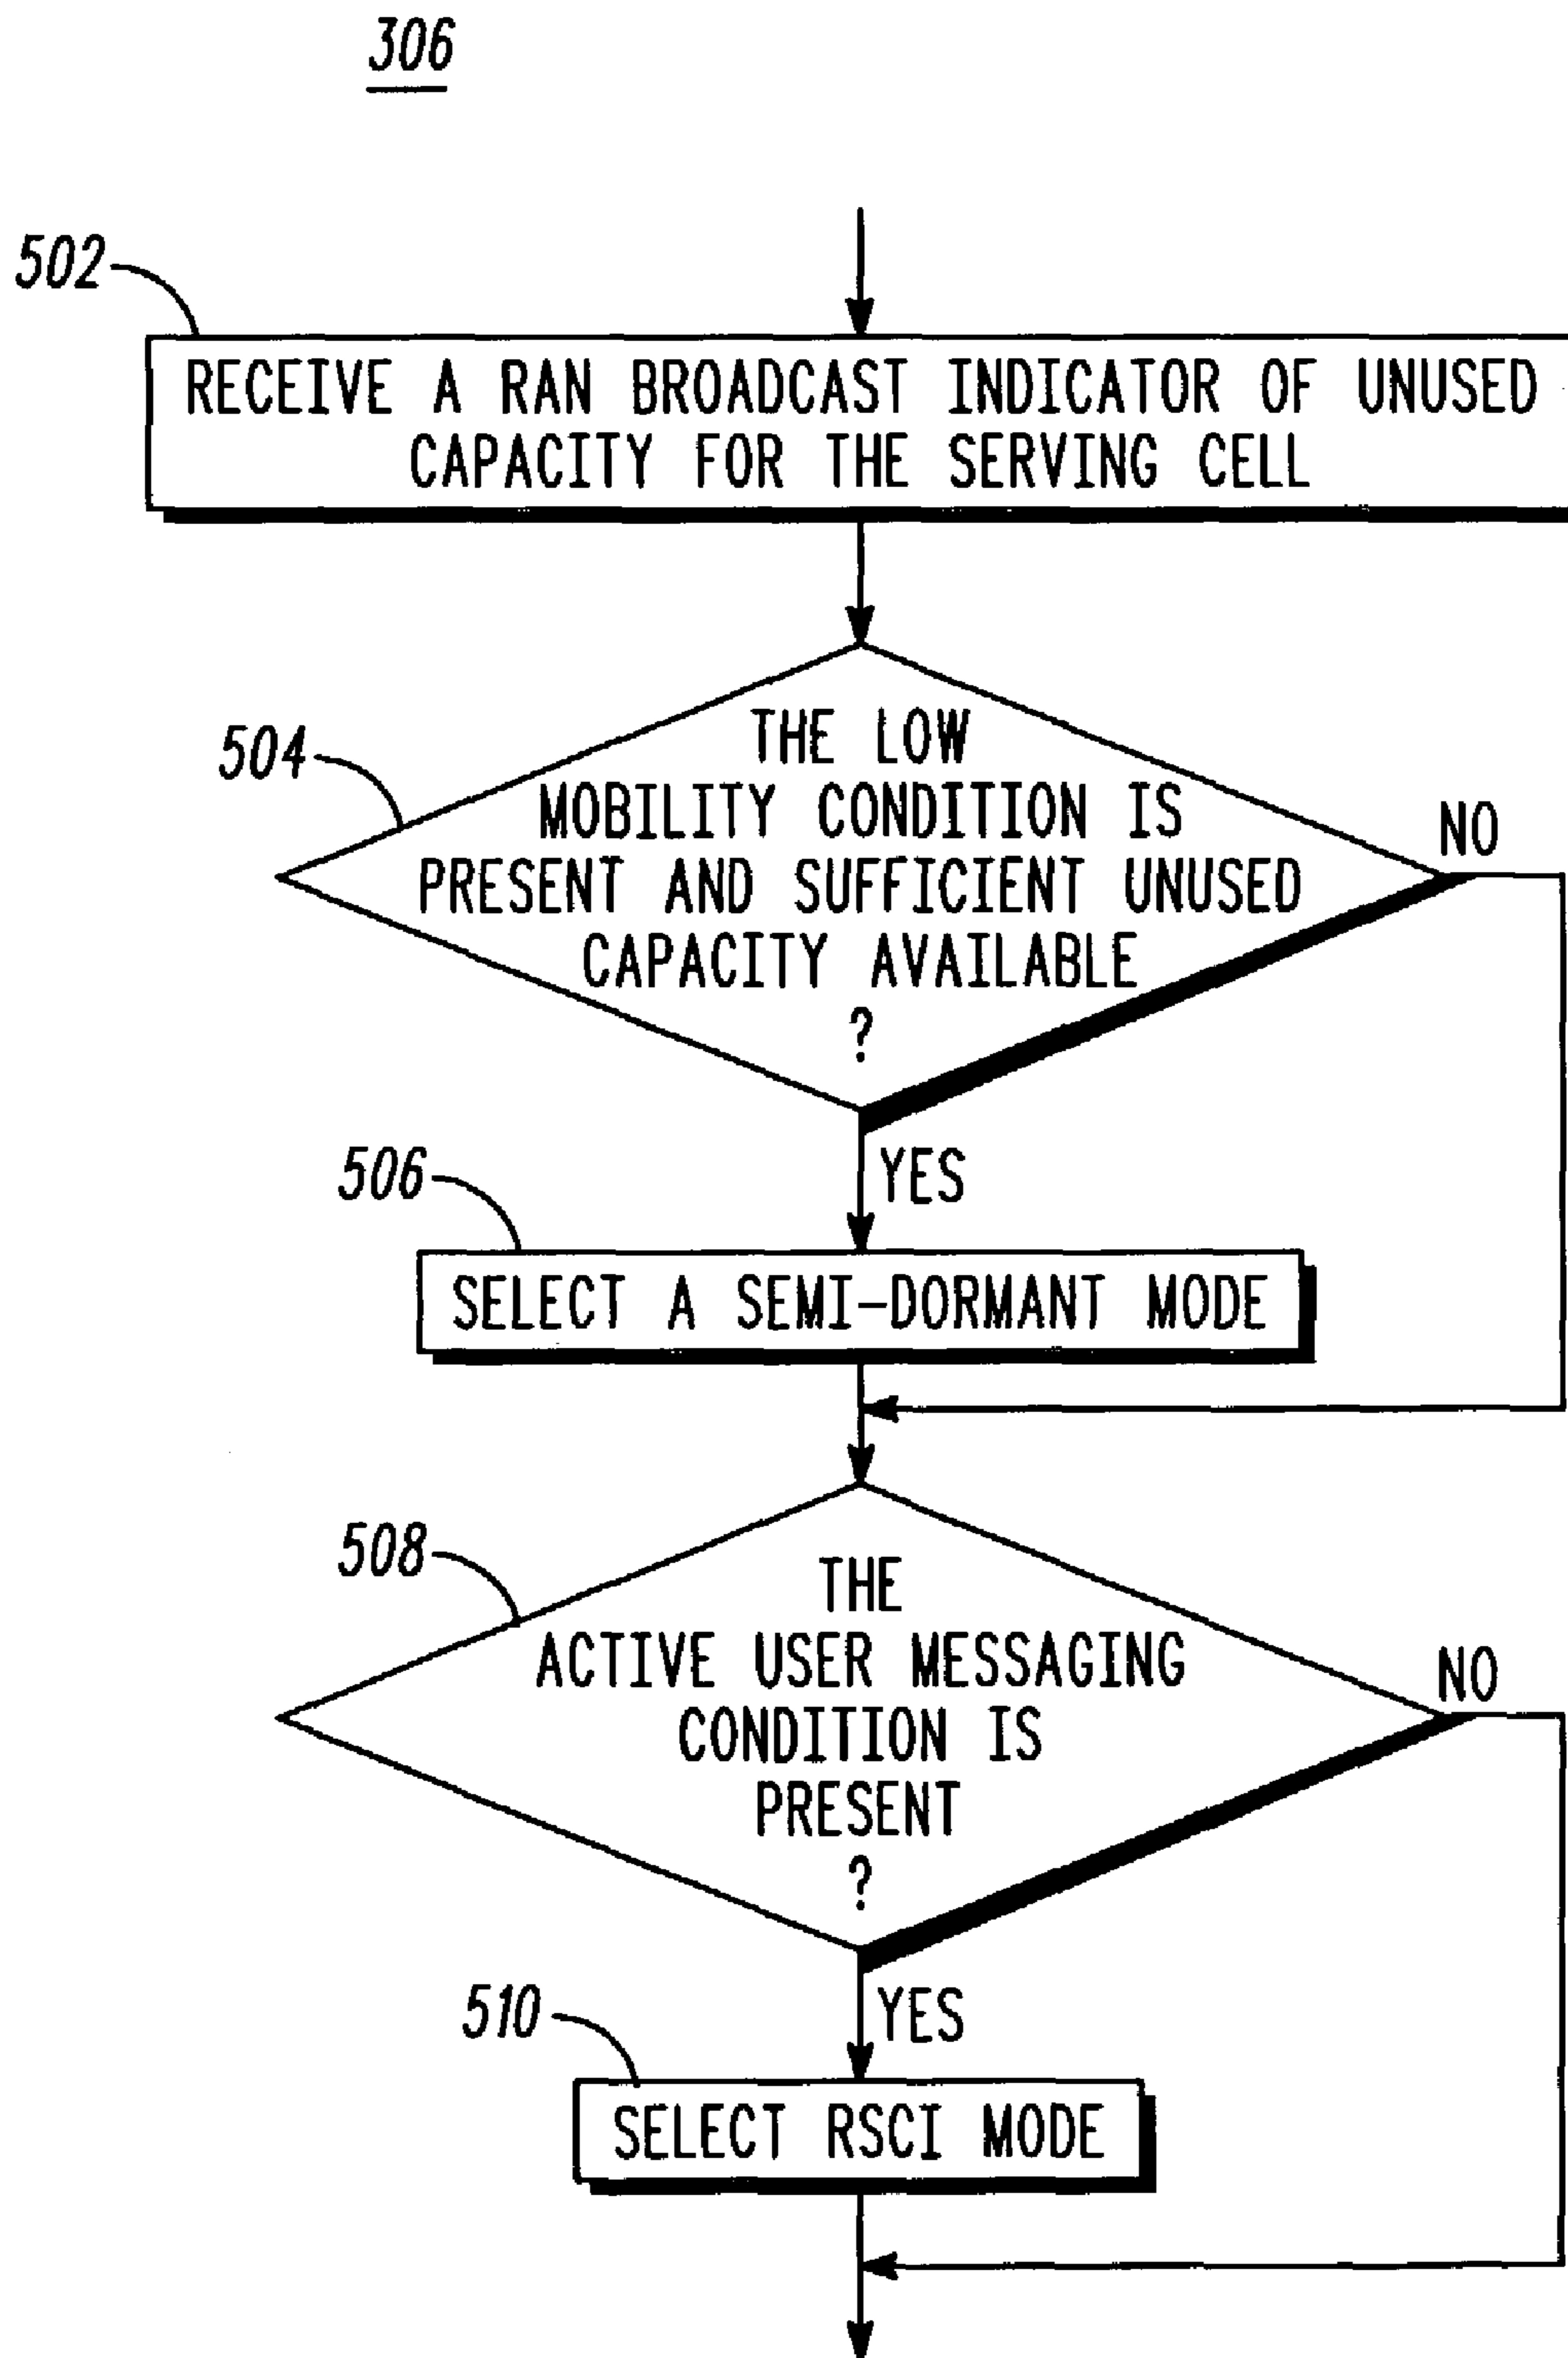 306
502
RECEIVE A RAN BROADCAST INDICATOR OF UNUSED
CAPACITY FOR THE SERVING CELL
504
THE LOW
MOBILITY CONDITION IS
PRESENT AND SUFFICIENT UNUSED
CAPACITY AVAILABLE
?
NO
YES
506
SELECT A SEMI-DORMANT MODE
508
THE
ACTIVE USER MESSAGING
CONDITION IS
PRESENT
?
NO
YES
510
SELECT RSCI MODE